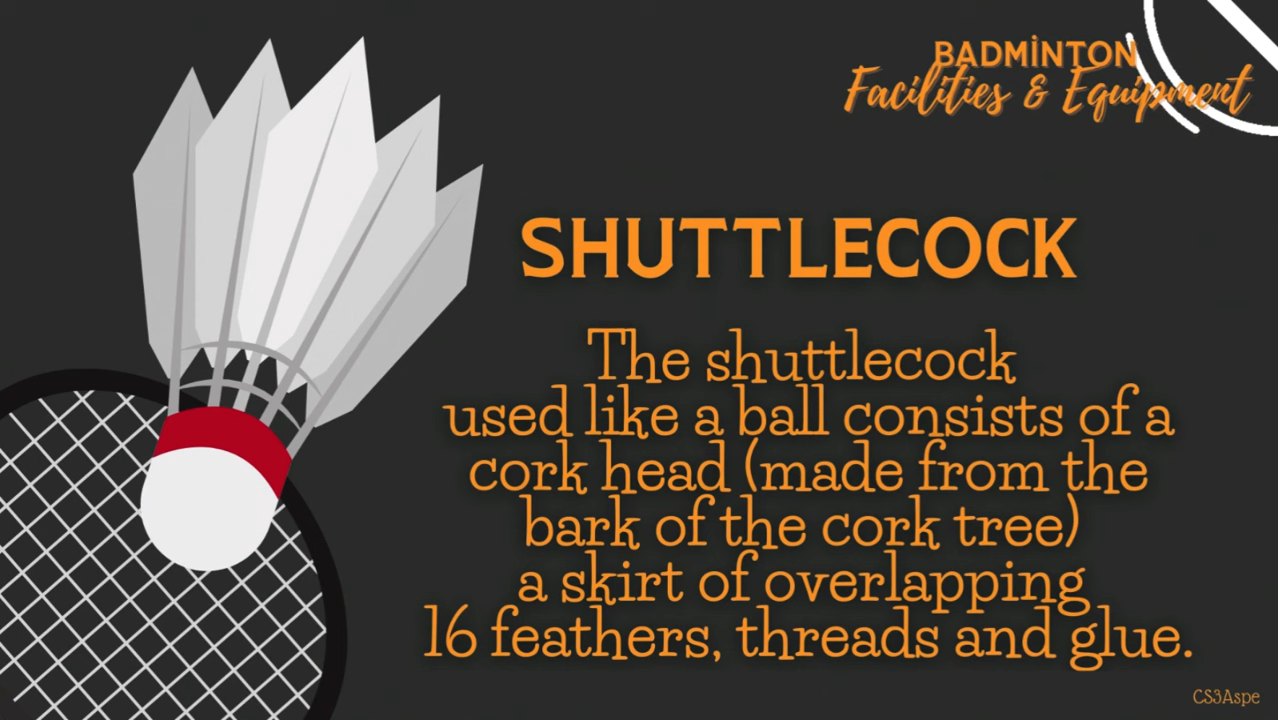 BADMİNTON
Facilities & Equipment
SHUTTLECOCK
The shuttlecock
used like a ball consists of a
cork head (made from the
bark of the cork tree)
a skirt of overlapping
16 feathers, threads and glue.
CS3Aspe